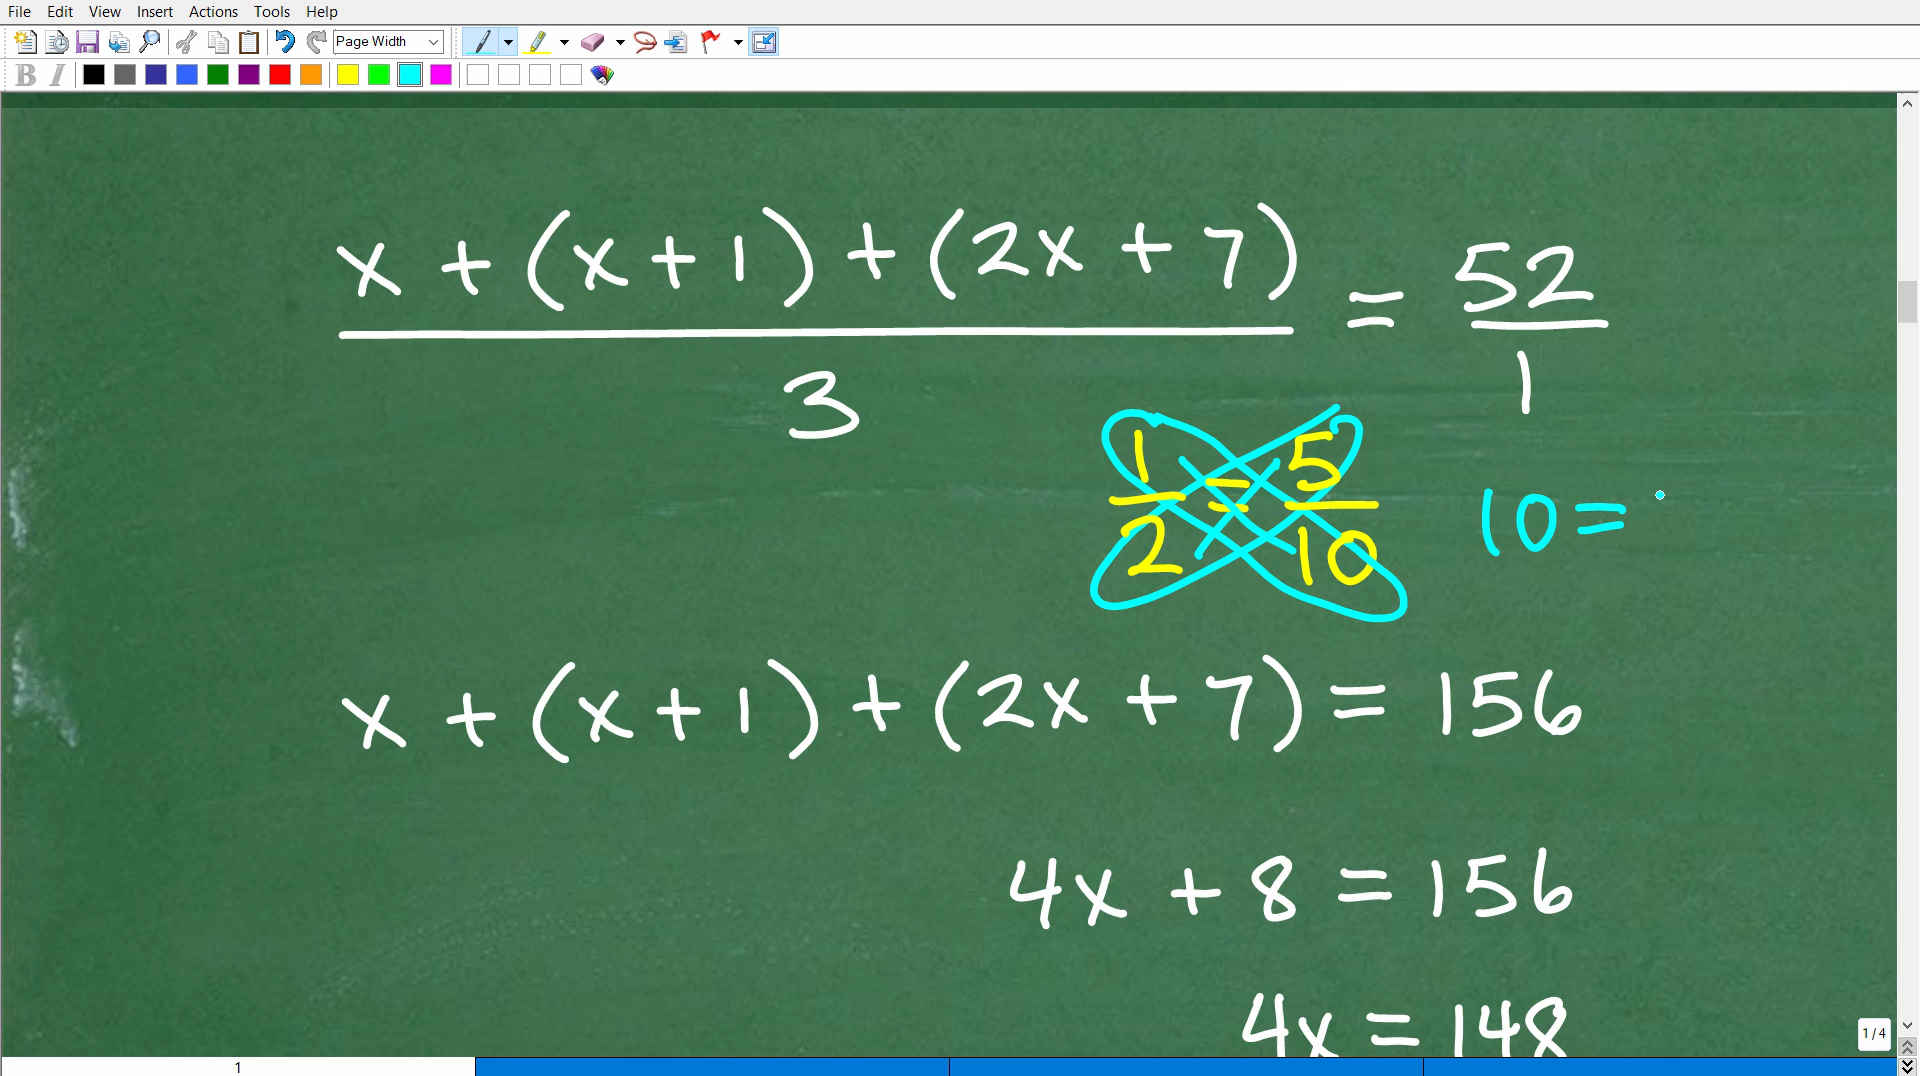 File Edit View Insert Actions Tools Help
Page Width
B I
x + (x + 1) + (2x + 7) = 52
3 1
1 = 5
2 10
10 =
x + (x + 1) + (2x + 7) = 156
4x + 8 = 156
4x = 148
1 / 4
1